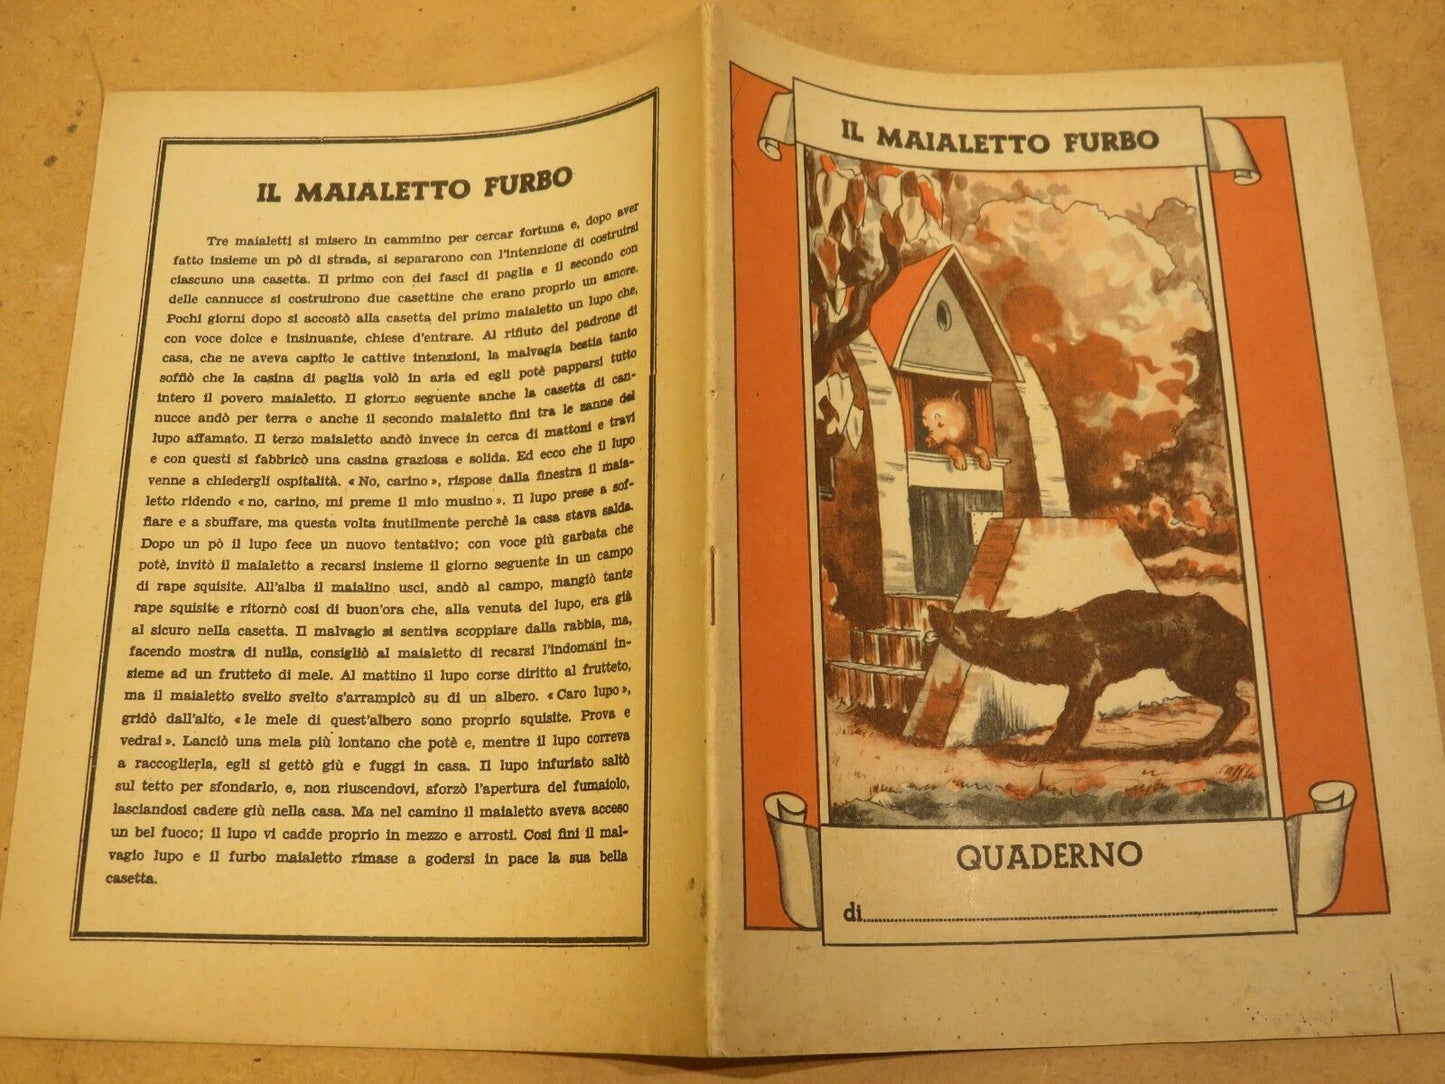 IL MAIALETTO FURBO
Tre maialetti si misero in cammino per cercar fortuna e, dopo aver
fatto insieme un pò di strada, si separarono con l'intenzione di costruirsi
ciascuno una casetta. Il primo con dei fasci di paglia e il secondo con
delle cannucce si costruirono due casettine che erano proprio un amore.
Pochi giorni dopo si accostò alla casetta del primo maialetto un lupo che,
con voce dolce e insinuante, chiese d'entrare. Al rifiuto del padrone di
casa, che ne aveva capito le cattive intenzioni, la malvagia bestia tanto
soffiò che la casina di paglia volò in aria ed egli potè papparsi tutto
intero il povero maialetto. Il giorno seguente anche la casetta di can-
nucce andò per terra e anche il secondo maialetto finì tra le zanne del
lupo affamato. Il terzo maialetto andò invece in cerca di mattoni e travi
e con questi si fabbricò una casina graziosa e solida. Ed ecco che il lupo
venne a chiedergli ospitalità. « No, carino », rispose dalla finestra il maia-
letto ridendo « no, carino, mi preme il mio musino ». Il lupo prese a sof-
fiare e a sbuffare, ma questa volta inutilmente perchè la casa stava salda.
Dopo un pò il lupo fece un nuovo tentativo; con voce più garbata che
potè, invitò il maialetto a recarsi insieme il giorno seguente in un campo
di rape squisite. All'alba il maialino uscì, andò al campo, mangiò tante
rape squisite e ritornò così di buon'ora che, alla venuta del lupo, era già
al sicuro nella casetta. Il malvagio si sentiva scoppiare dalla rabbia, ma,
facendo mostra di nulla, consigliò al maialetto di recarsi l'indomani in-
sieme ad un frutteto di mele. Al mattino il lupo corse diritto al frutteto,
ma il maialetto svelto svelto s'arrampicò su di un albero. « Caro lupo »,
gridò dall'alto, « le mele di quest'albero sono proprio squisite. Prova e
vedrai ». Lanciò una mela più lontano che potè e, mentre il lupo correva
a raccoglierla, egli si gettò giù e fuggì in casa. Il lupo infuriato saltò
sul tetto per sfondarlo, e, non riuscendovi, sforzò l'apertura del fumaiolo,
lasciandosi cadere giù nella casa. Ma nel camino il maialetto aveva acceso
un bel fuoco; il lupo vi cadde proprio in mezzo e arrostì. Così finì il mal-
vagio lupo e il furbo maialetto rimase a godersi in pace la sua bella
casetta.
IL MAIALETTO FURBO
QUADERNO
di